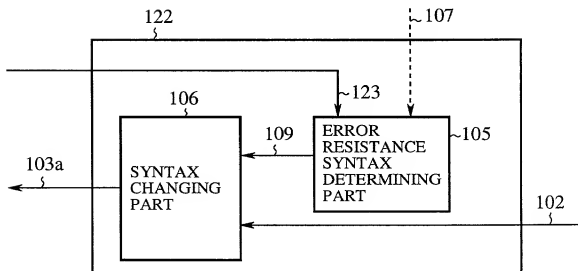 122
107
106
123
109
ERROR
RESISTANCE
SYNTAX
DETERMINING
PART
105
103a
SYNTAX
CHANGING
PART
102